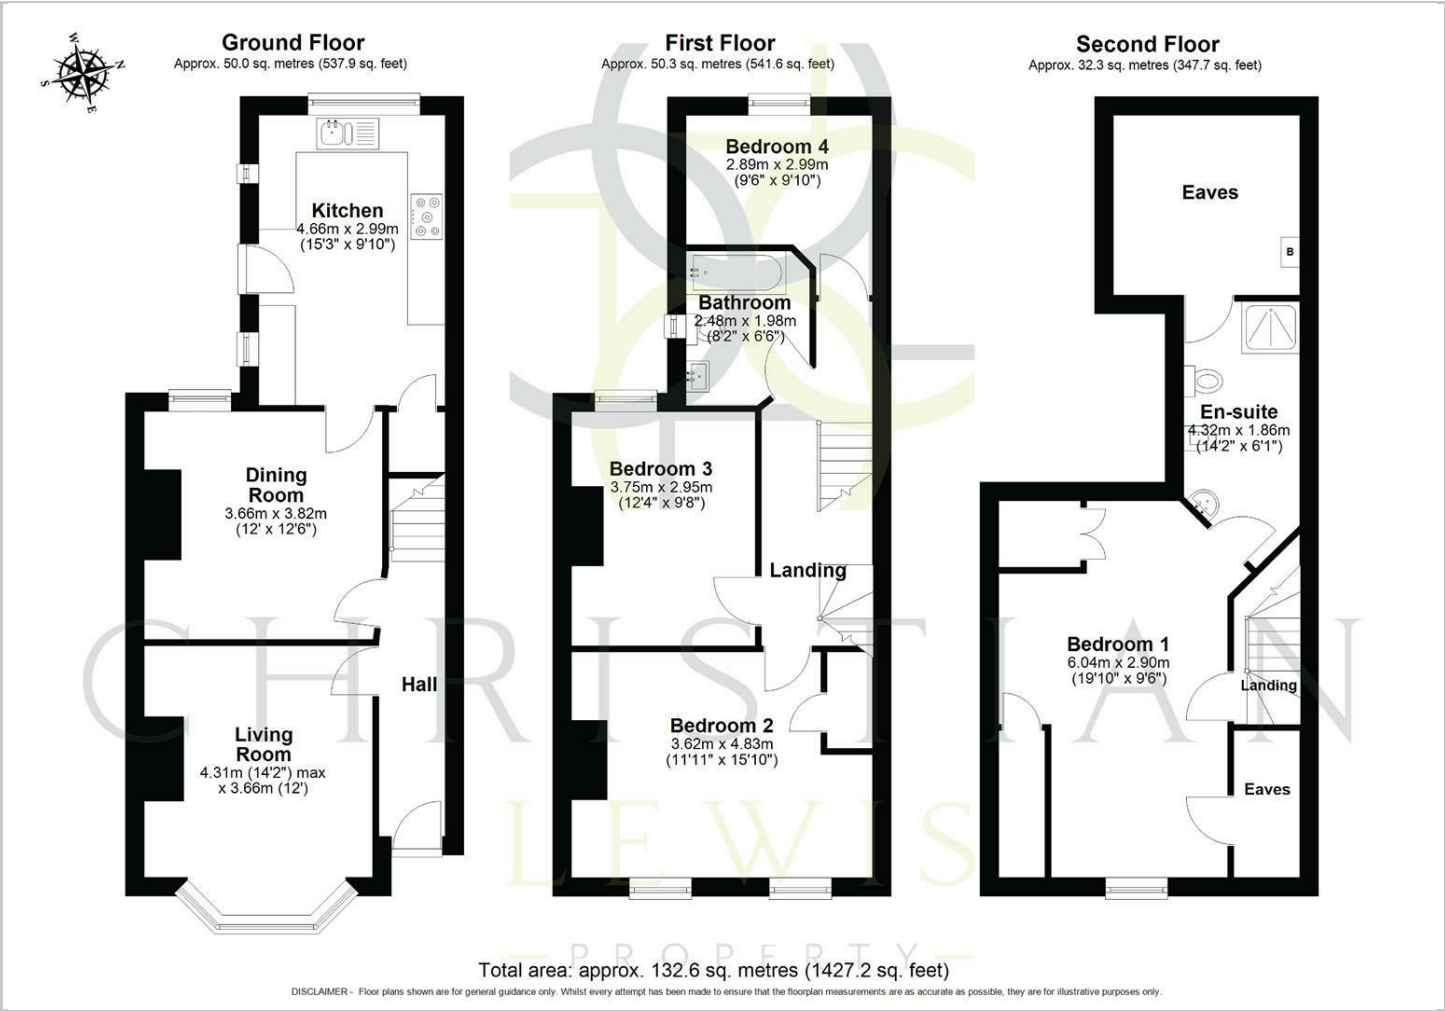 W
N
S
E
Ground Floor
Approx. 50.0 sq. metres (537.9 sq. feet)
Kitchen
4.66m x 2.99m
(15'3" x 9'10")
Dining
Room
3.66m x 3.82m
(12' x 12'6")
Hall
Living
Room
4.31m (14'2") max
x 3.66m (12')
First Floor
Approx. 50.3 sq. metres (541.6 sq. feet)
Bedroom 4
2.89m x 2.99m
(9'6" x 9'10")
Bathroom
2.48m x 1.98m
(8'2" x 6'6")
Bedroom 3
3.75m x 2.95m
(12'4" x 9'8")
Landing
Bedroom 2
3.62m x 4.83m
(11'11" x 15'10")
Second Floor
Approx. 32.3 sq. metres (347.7 sq. feet)
Eaves
B
En-suite
4.32m x 1.86m
(14'2" x 6'1")
Bedroom 1
6.04m x 2.90m
(19'10" x 9'6")
Landing
Eaves
CHRISTIAN
LEWIS
PROPERTY
Total area: approx. 132.6 sq. metres (1427.2 sq. feet)
DISCLAIMER - Floor plans shown are for general guidance only. Whilst every attempt has been made to ensure that the floorplan measurements are as accurate as possible, they are for illustrative purposes only.